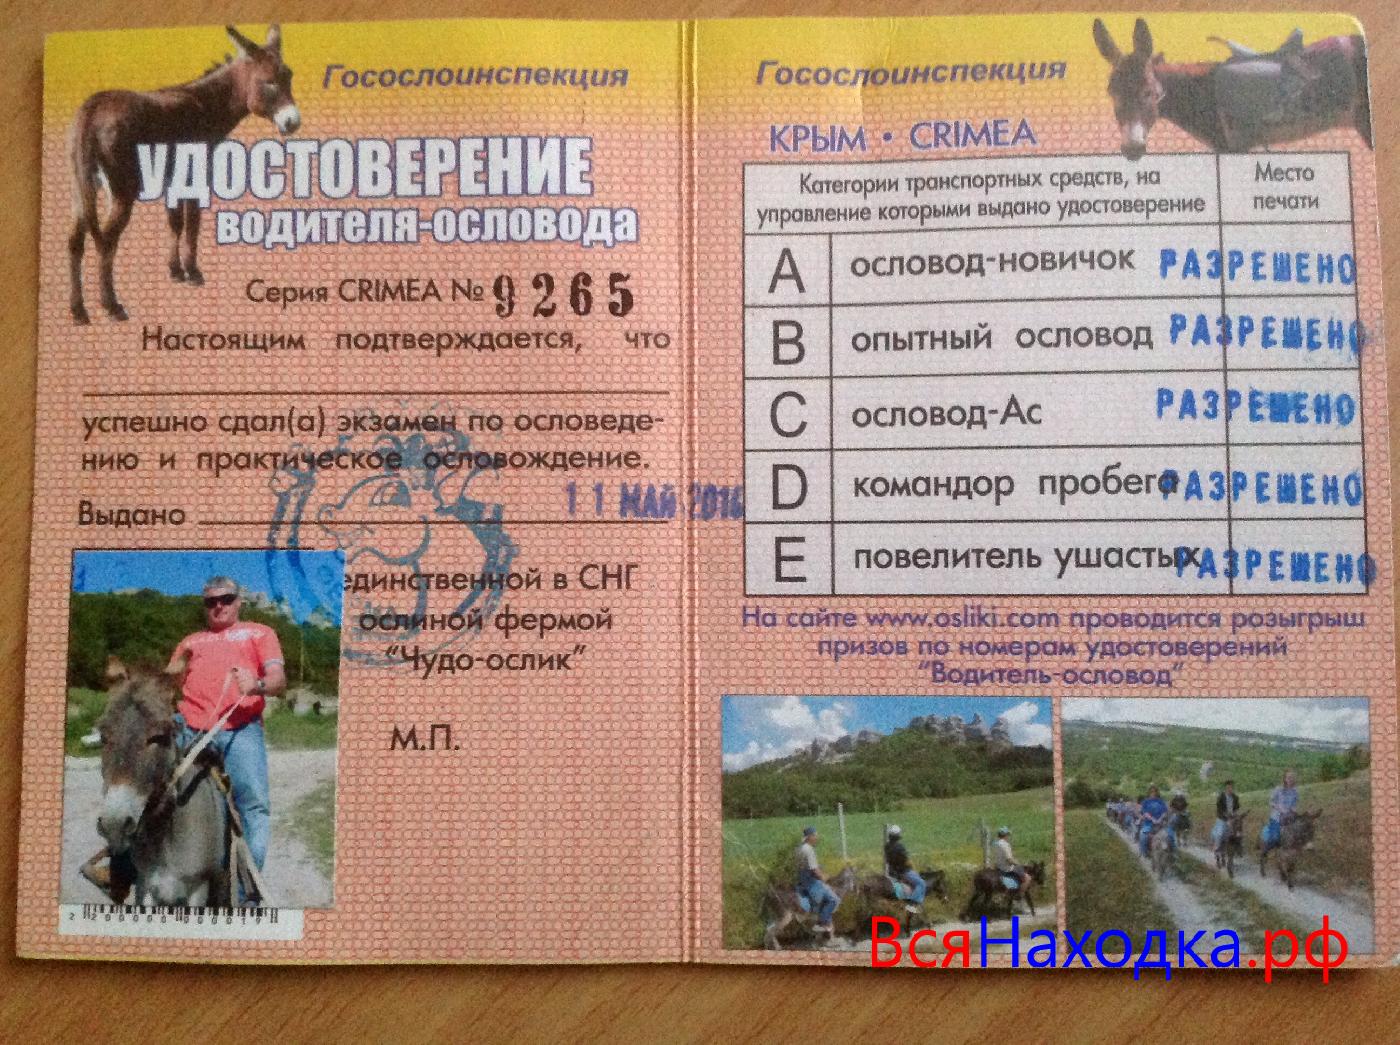 Госослоинспекция
УДОСТОВЕРЕНИЕ
водителя-ословода
Серия CRIMEA № 9265
Настоящим подтверждается, что
успешно сдал(а) экзамен по ословеде-
нию и практическое ословождение.
Выдано 11 МАЙ 2016
единственной в СНГ
ослиной фермой
"Чудо-ослик"
М.П.
Госослоинспекция
КРЫМ • CRIMEA
Категории транспортных средств, на
управление которыми выдано удостоверение
Место
печати
A ословод-новичок РАЗРЕШЕНО
B опытный ословод РАЗРЕШЕНО
C ословод-Ас РАЗРЕШЕНО
D командор пробега РАЗРЕШЕНО
E повелитель ушастых РАЗРЕШЕНО
На сайте www.osliki.com проводится розыгрыш
призов по номерам удостоверений
"Водитель-ословод"
ВсяНаходка.рф